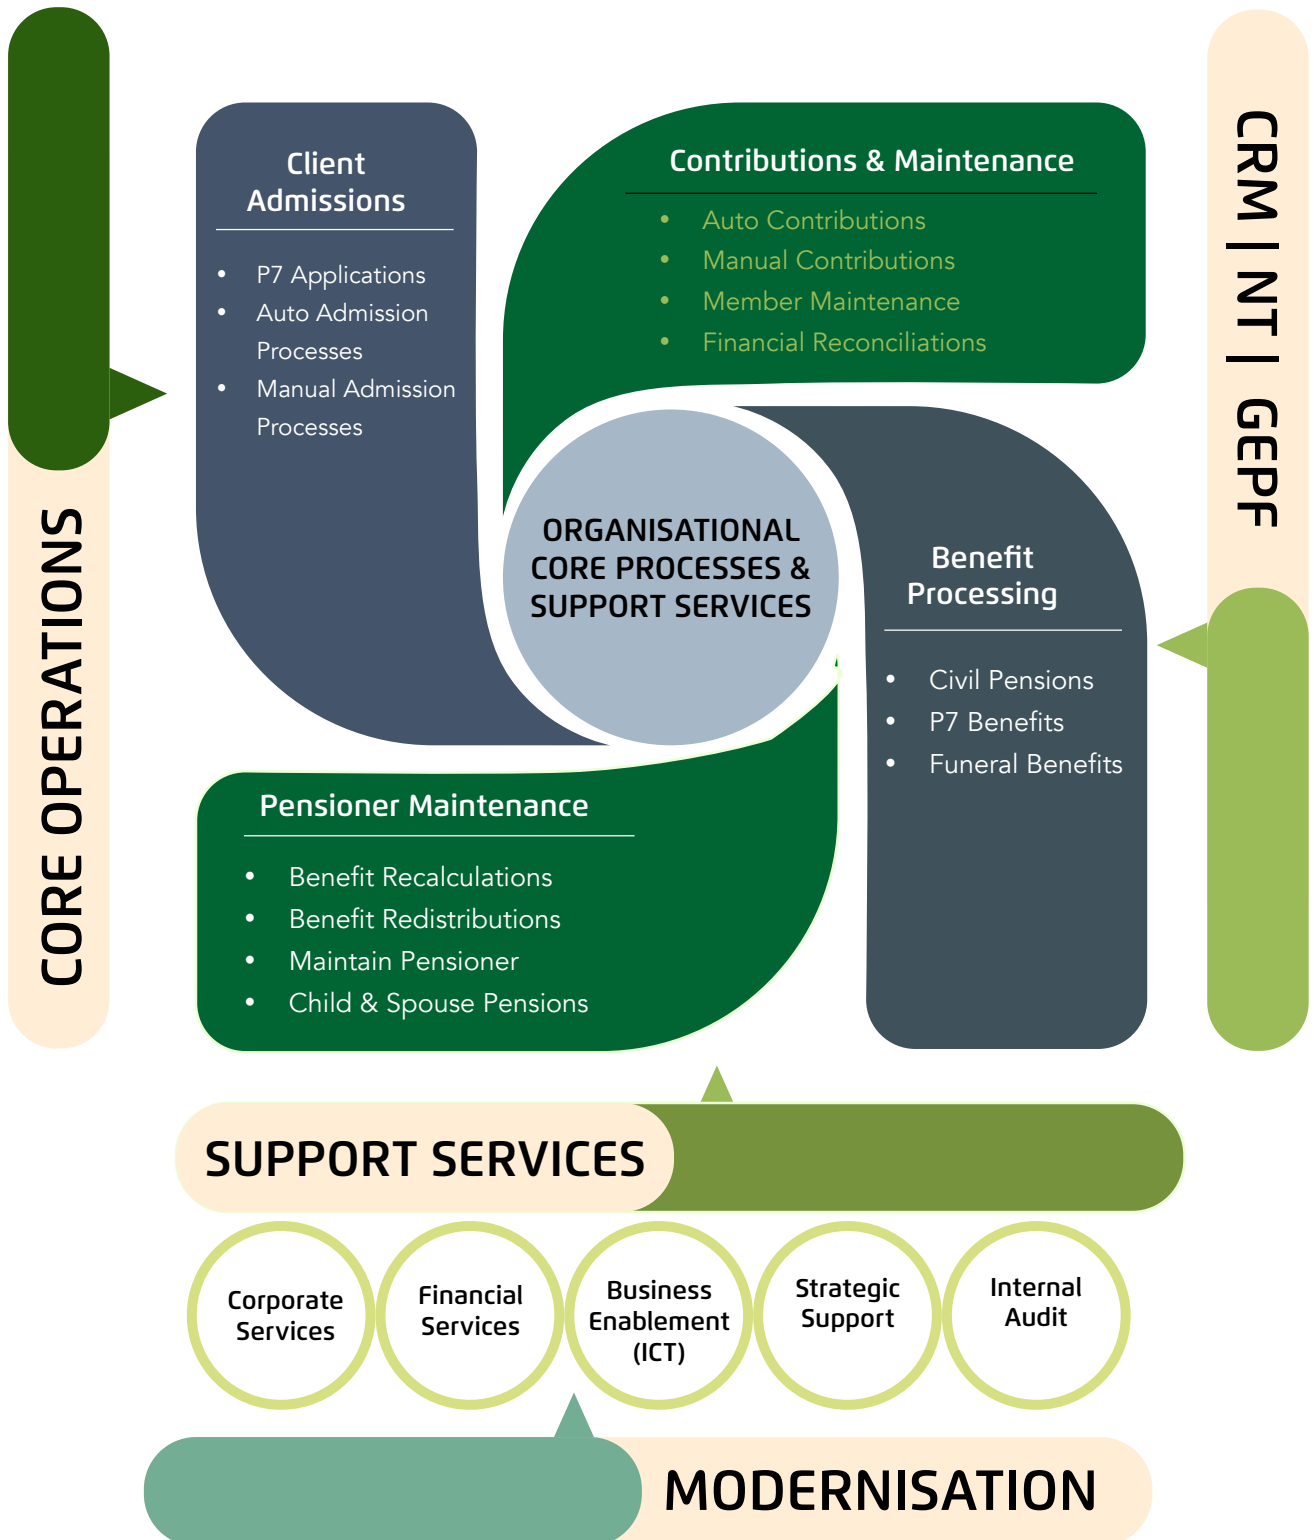 CORE OPERATIONS
Client
Admissions
• P7 Applications
• Auto Admission
Processes
• Manual Admission
Processes
Contributions & Maintenance
• Auto Contributions
• Manual Contributions
• Member Maintenance
• Financial Reconciliations
CRM | NT | GEPF
ORGANISATIONAL
CORE PROCESSES &
SUPPORT SERVICES
Benefit
Processing
• Civil Pensions
• P7 Benefits
• Funeral Benefits
Pensioner Maintenance
• Benefit Recalculations
• Benefit Redistributions
• Maintain Pensioner
• Child & Spouse Pensions
SUPPORT SERVICES
Corporate
Services
Financial
Services
Business
Enablement
(ICT)
Strategic
Support
Internal
Audit
MODERNISATION